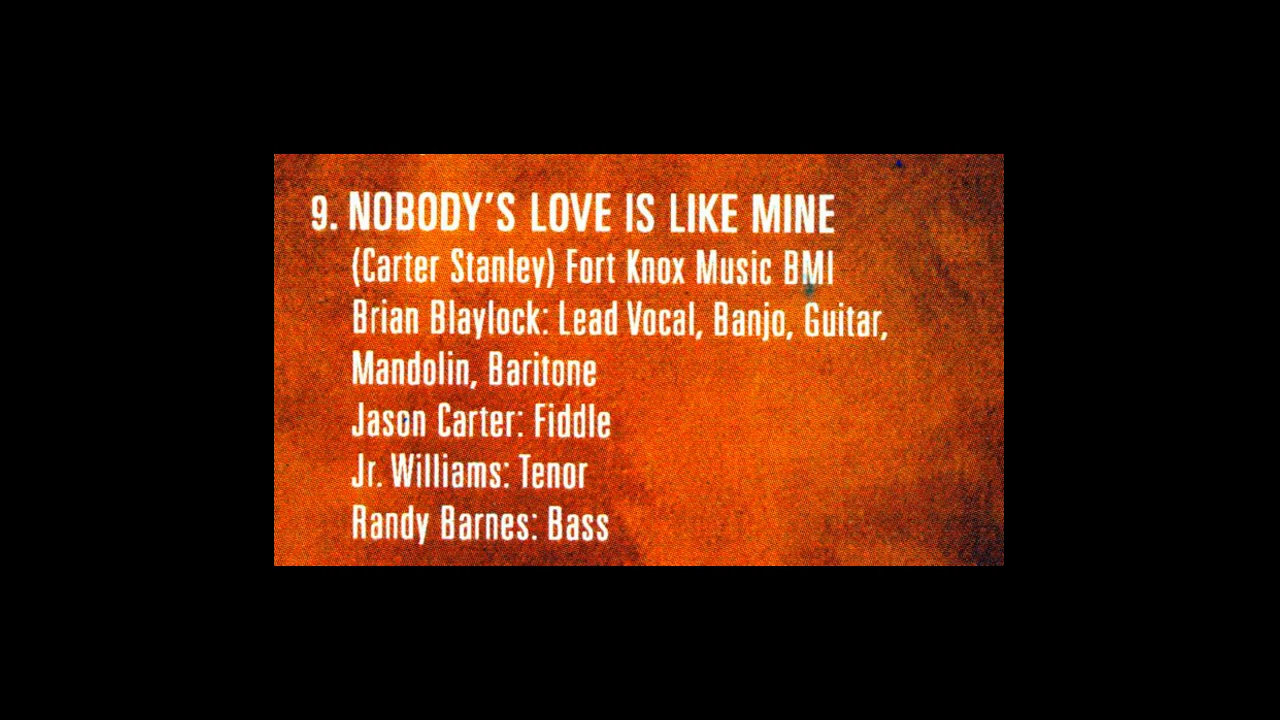 9. NOBODY'S LOVE IS LIKE MINE
(Carter Stanley) Fort Knox Music BMI
Brian Blaylock: Lead Vocal, Banjo, Guitar,
Mandolin, Baritone
Jason Carter: Fiddle
Jr. Williams: Tenor
Randy Barnes: Bass